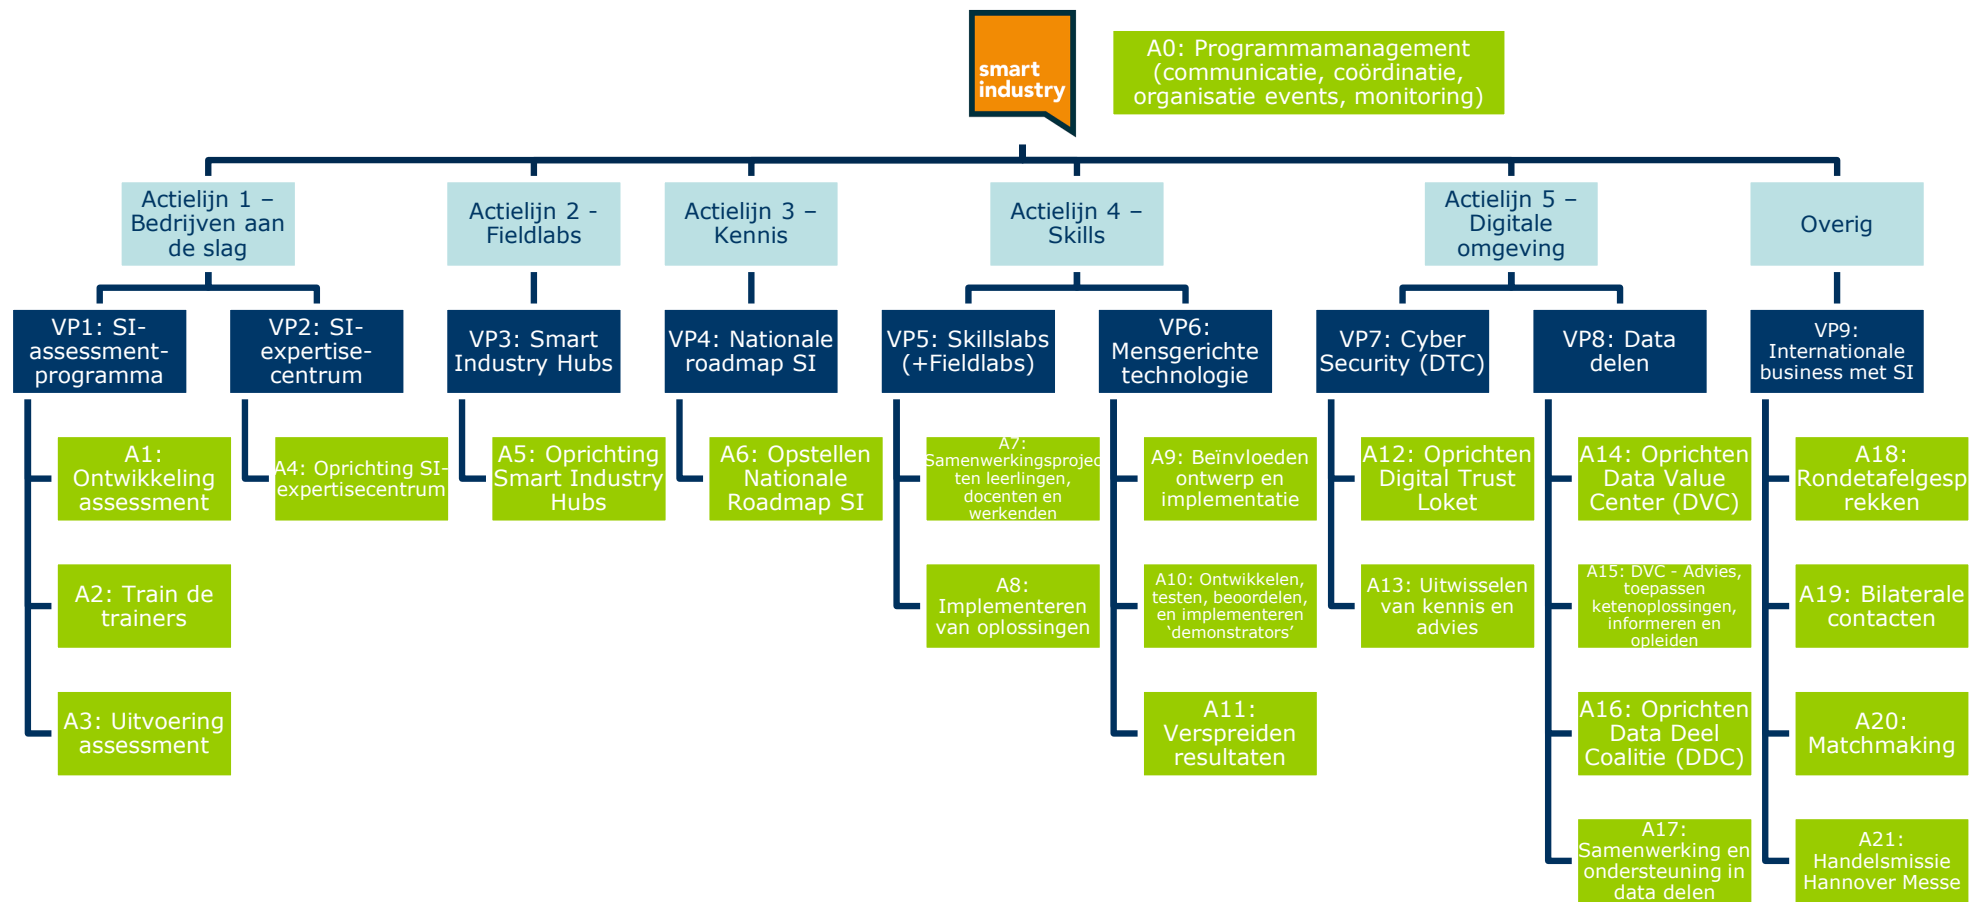 smart
industry
A0: Programmamanagement
(communicatie, coördinatie,
organisatie events, monitoring)
Actielijn 1 –
Bedrijven aan
de slag
Actielijn 2 -
Fieldlabs
Actielijn 3 –
Kennis
Actielijn 4 –
Skills
Actielijn 5 –
Digitale
omgeving
Overig
VP1: SI-
assessment-
programma
VP2: SI-
expertise-
centrum
VP3: Smart
Industry Hubs
VP4: Nationale
roadmap SI
VP5: Skillslabs
(+Fieldlabs)
VP6:
Mensgerichte
technologie
VP7: Cyber
Security (DTC)
VP8: Data
delen
VP9:
Internationale
business met SI
A1:
Ontwikkeling
assessment
A4: Oprichting SI-
expertisecentrum
A5: Oprichting
Smart Industry
Hubs
A6: Opstellen
Nationale
Roadmap SI
A7:
Samenwerkingsprojec
ten leerlingen,
docenten en
werkenden
A9: Beïnvloeden
ontwerp en
implementatie
A12: Oprichten
Digital Trust
Loket
A14: Oprichten
Data Value
Center (DVC)
A18:
Rondetafelgesp
rekken
A2: Train de
trainers
A8:
Implementeren
van oplossingen
A10: Ontwikkelen,
testen, beoordelen,
en implementeren
‘demonstrators’
A13: Uitwisselen
van kennis en
advies
A15: DVC - Advies,
toepassen
ketenoplossingen,
informeren en
opleiden
A19: Bilaterale
contacten
A3: Uitvoering
assessment
A11:
Verspreiden
resultaten
A16: Oprichten
Data Deel
Coalitie (DDC)
A20:
Matchmaking
A17:
Samenwerking en
ondersteuning in
data delen
A21:
Handelsmissie
Hannover Messe